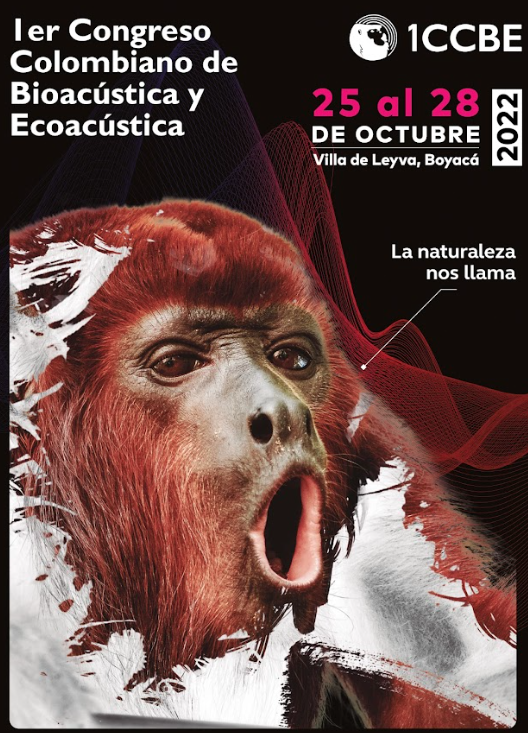 1er Congreso
Colombiano de
Bioacústica y
Ecoacústica
1CCBE
25 al 28
DE OCTUBRE
2022
Villa de Leyva, Boyacá
La naturaleza
nos llama